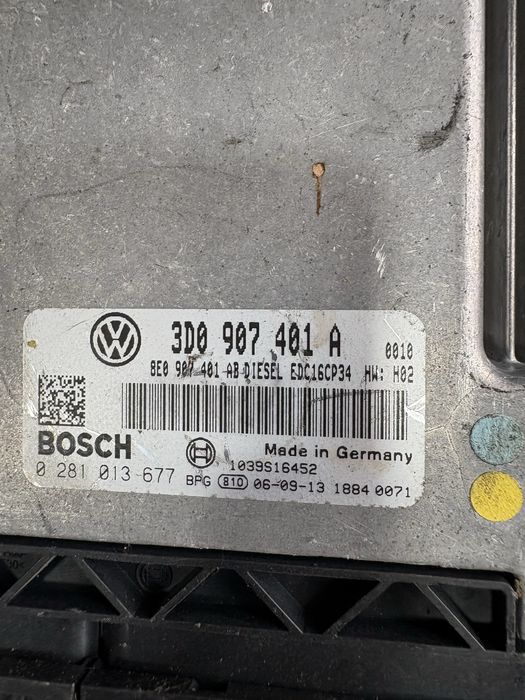 3D0 907 401 A 0010
8E0 907 401 AB DIESEL EDC16CP34 HW: H02
BOSCH Made in Germany
0 281 013-677 1039S16452
BPG 810 06-09-13 1884 0071